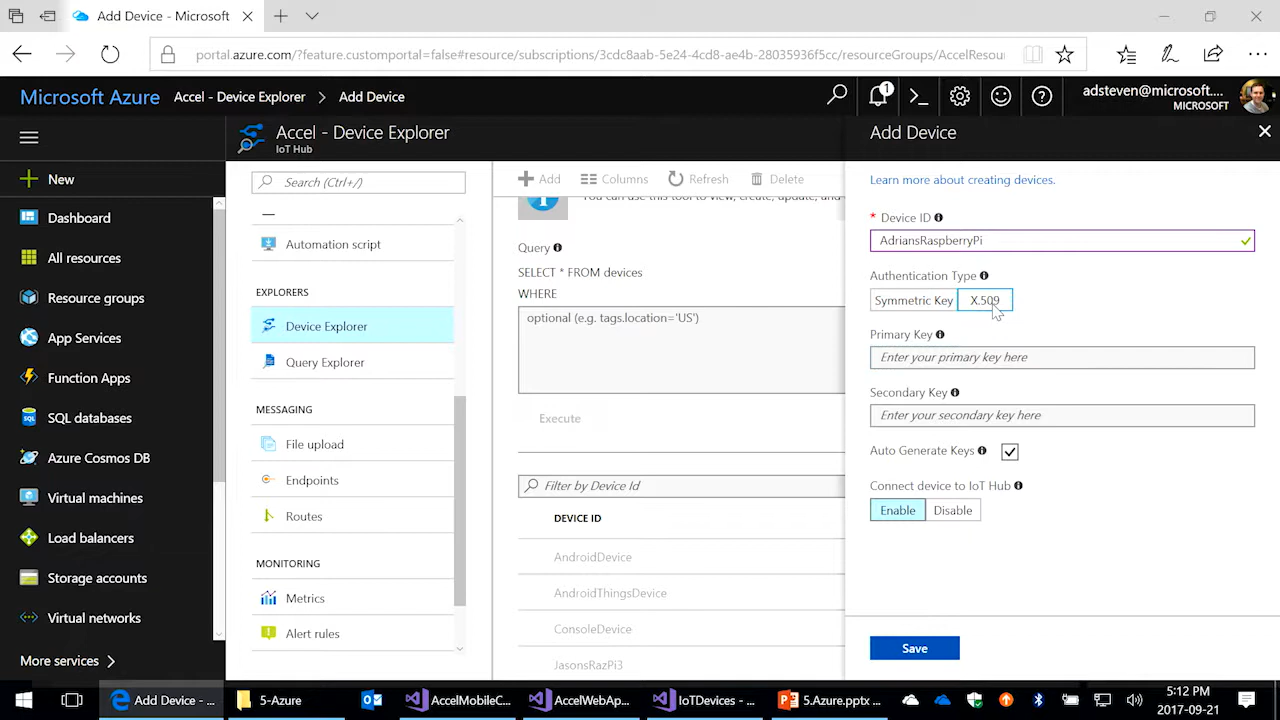 Add Device - Microsoft
portal.azure.com/?feature.customportal=false#resource/subscriptions/3cdc8aab-5e24-4cd8-ae4b-28035936f5cc/resourceGroups/AccelResou
Microsoft Azure Accel - Device Explorer > Add Device
1
adsteven@microsoft....
MICROSOFT
Accel - Device Explorer
IoT Hub
Add Device
New
Dashboard
All resources
Resource groups
App Services
Function Apps
SQL databases
Azure Cosmos DB
Virtual machines
Load balancers
Storage accounts
Virtual networks
More services
Search (Ctrl+/)
Automation script
EXPLORERS
Device Explorer
Query Explorer
MESSAGING
File upload
Endpoints
Routes
MONITORING
Metrics
Alert rules
Add Columns Refresh Delete
You can use this tool to view, create, update, and
Query
SELECT * FROM devices
WHERE
optional (e.g. tags.location='US')
Execute
Filter by Device Id
DEVICE ID
AndroidDevice
AndroidThingsDevice
ConsoleDevice
JasonsRazPi3
Learn more about creating devices.
* Device ID
AdriansRaspberryPi
Authentication Type
Symmetric Key X.509
Primary Key
Enter your primary key here
Secondary Key
Enter your secondary key here
Auto Generate Keys
Connect device to IoT Hub
Enable Disable
Save
Add Device - ... 5-Azure AccelMobileC... AccelWebAp... IoTDevices - ... 5.Azure.pptx ...
5:12 PM
2017-09-21